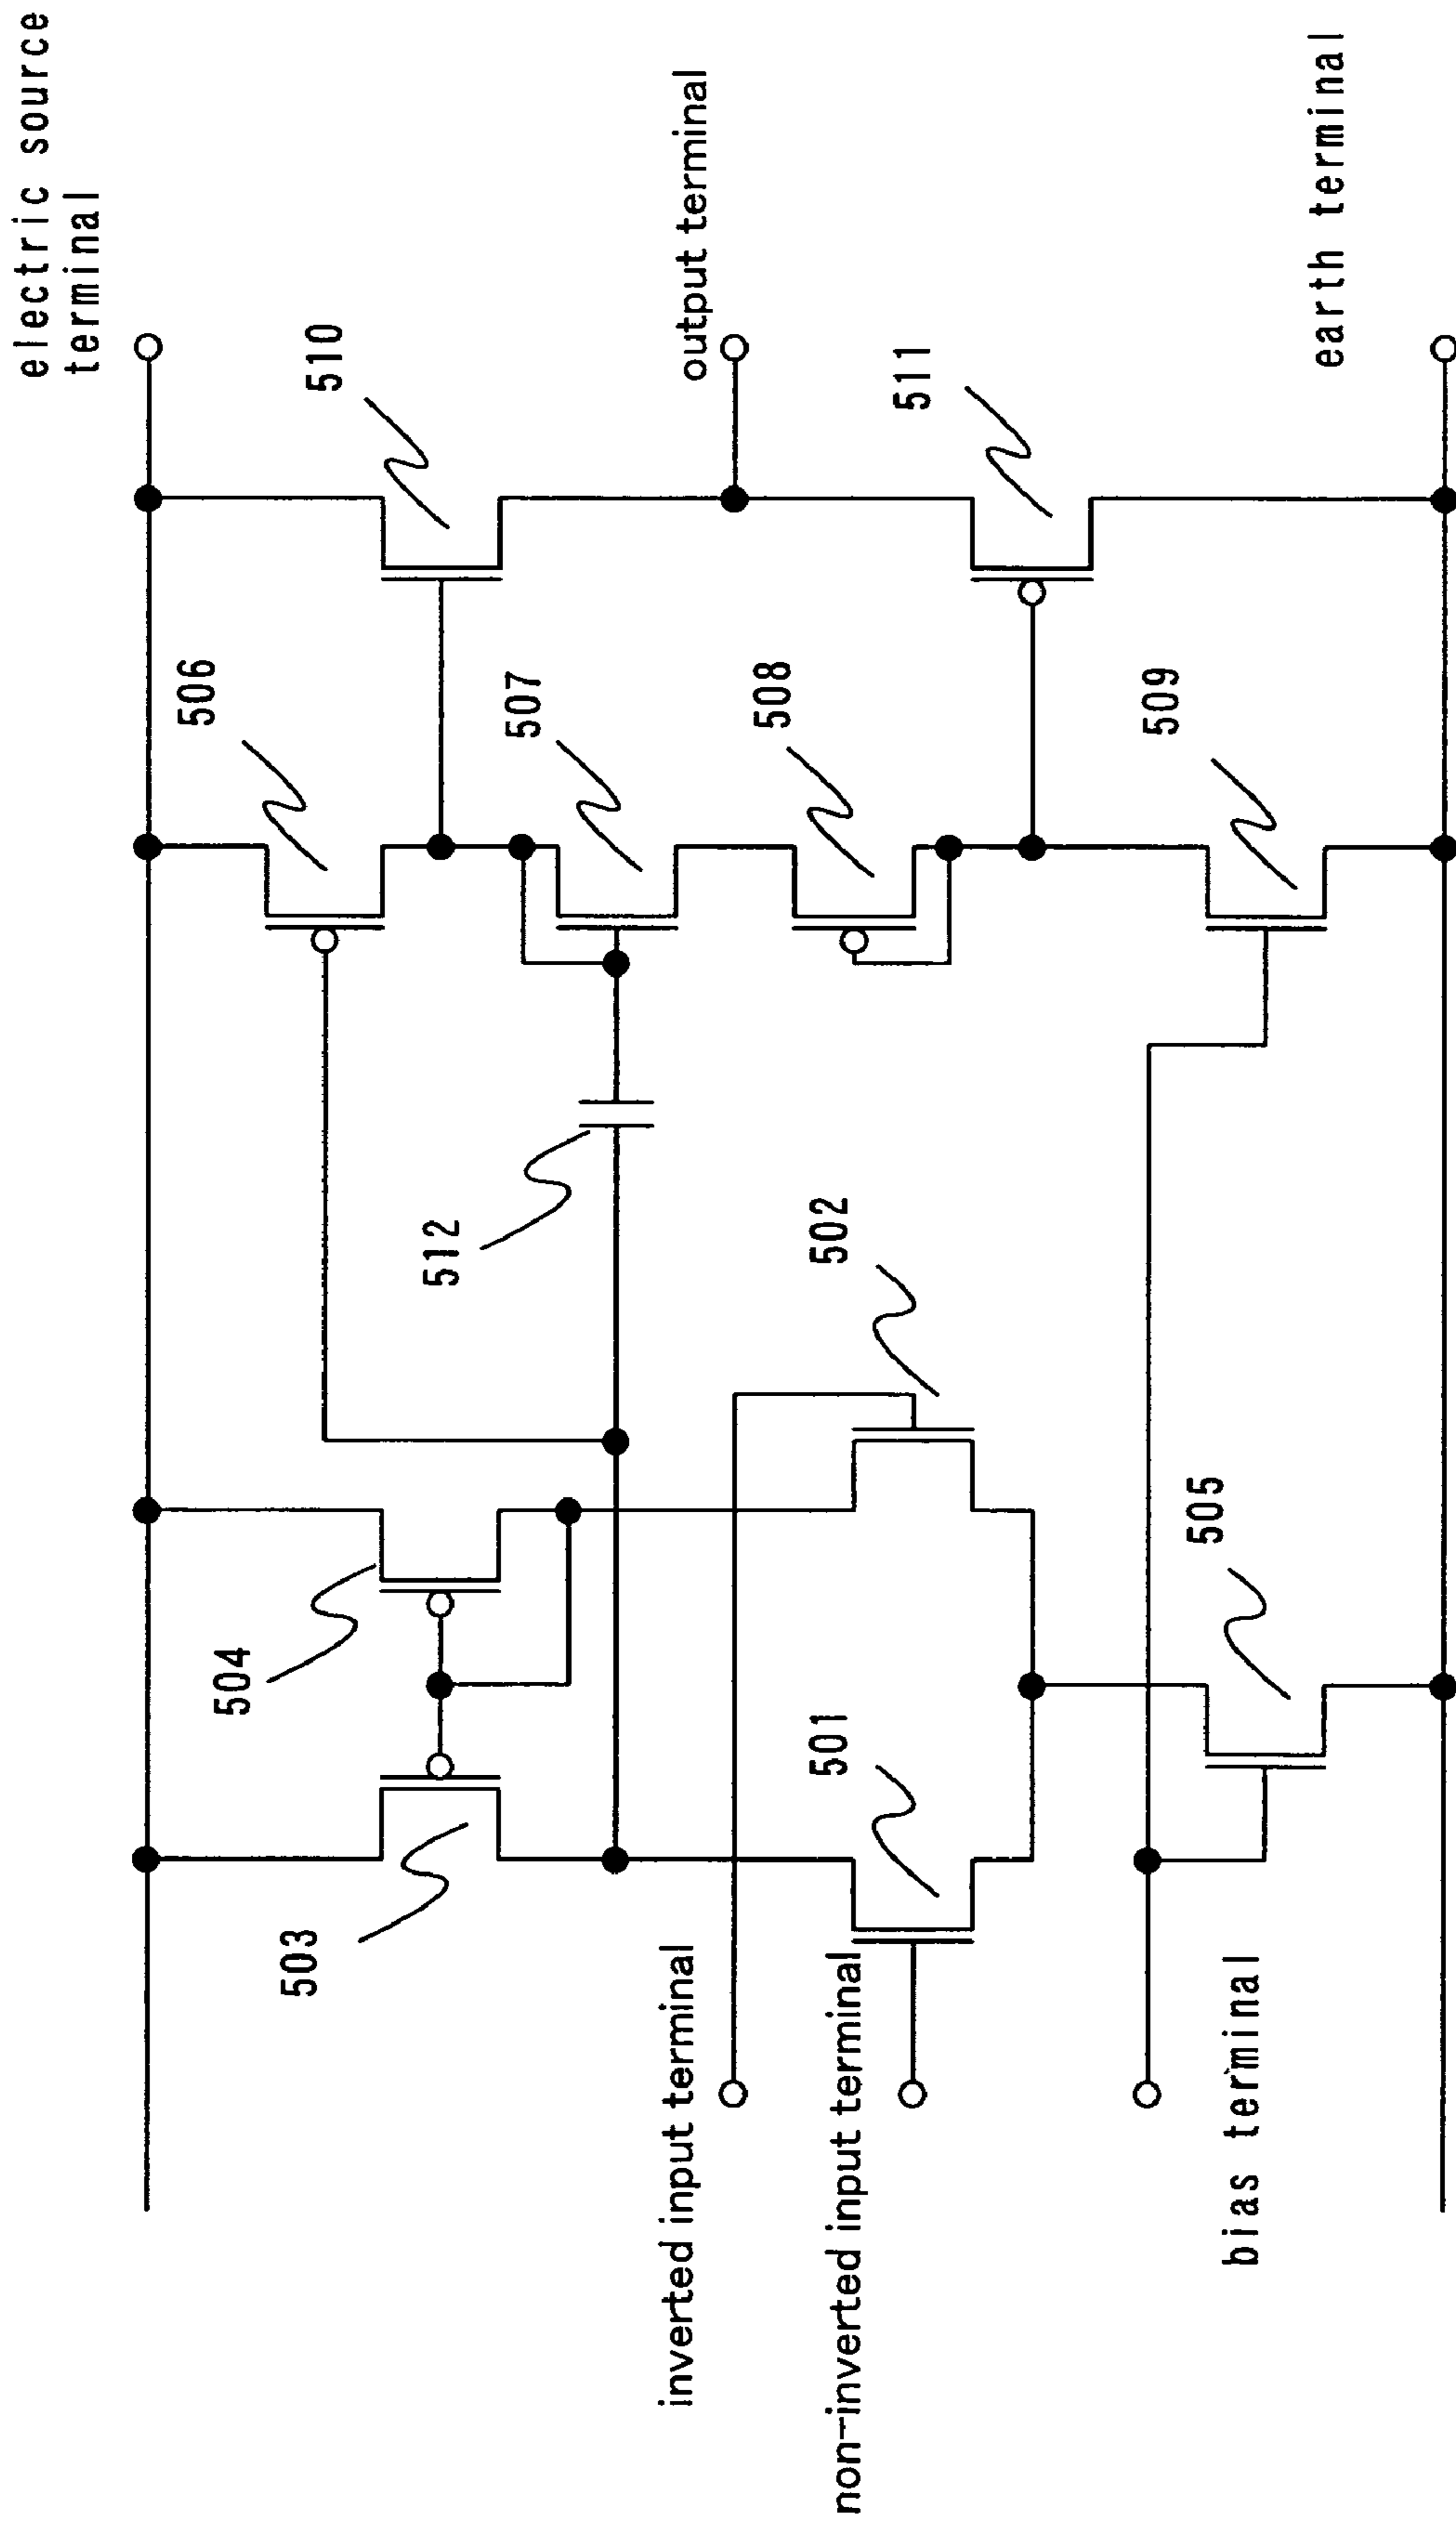 electric source
terminal
510
output terminal
511
earth terminal
506
507
508
509
512
502
504
505
503
501
inverted input terminal
non-inverted input terminal
bias terminal